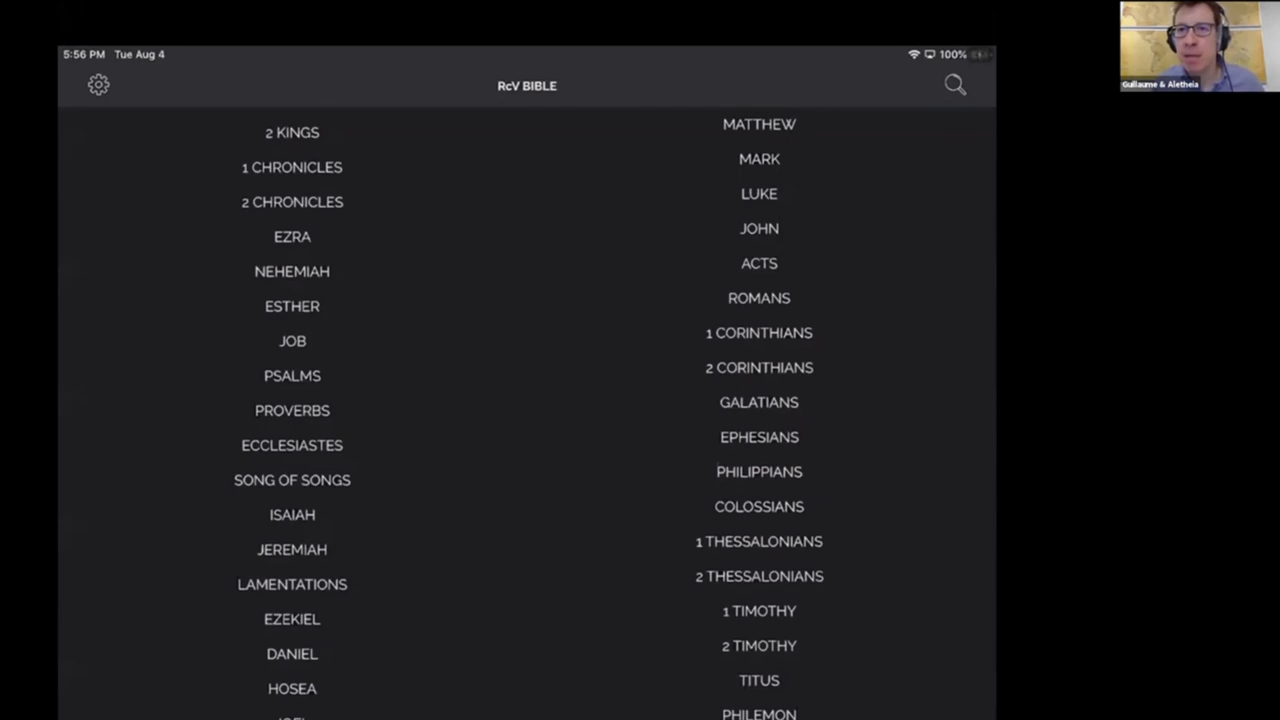 5:56 PM Tue Aug 4
100%
RcV BIBLE
2 KINGS
1 CHRONICLES
2 CHRONICLES
EZRA
NEHEMIAH
ESTHER
JOB
PSALMS
PROVERBS
ECCLESIASTES
SONG OF SONGS
ISAIAH
JEREMIAH
LAMENTATIONS
EZEKIEL
DANIEL
HOSEA
MATTHEW
MARK
LUKE
JOHN
ACTS
ROMANS
1 CORINTHIANS
2 CORINTHIANS
GALATIANS
EPHESIANS
PHILIPPIANS
COLOSSIANS
1 THESSALONIANS
2 THESSALONIANS
1 TIMOTHY
2 TIMOTHY
TITUS
PHILEMON
Guillaume & Aletheia